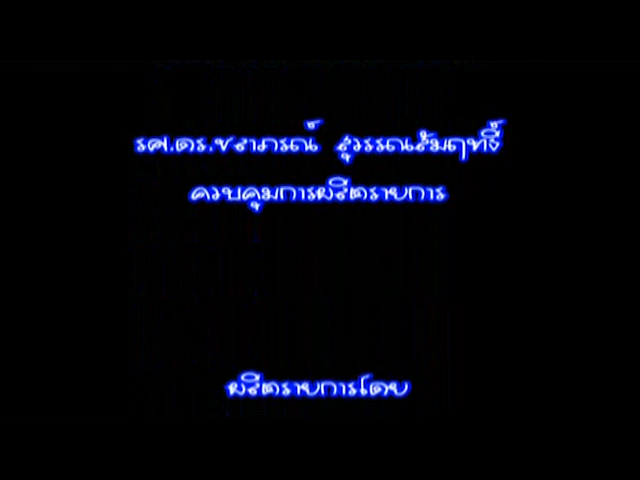 รศ.ดร.ชลาภรณ์ สุวรรณสัมฤทธิ์
ควบคุมการผลิตรายการ
ผลิตรายการโดย